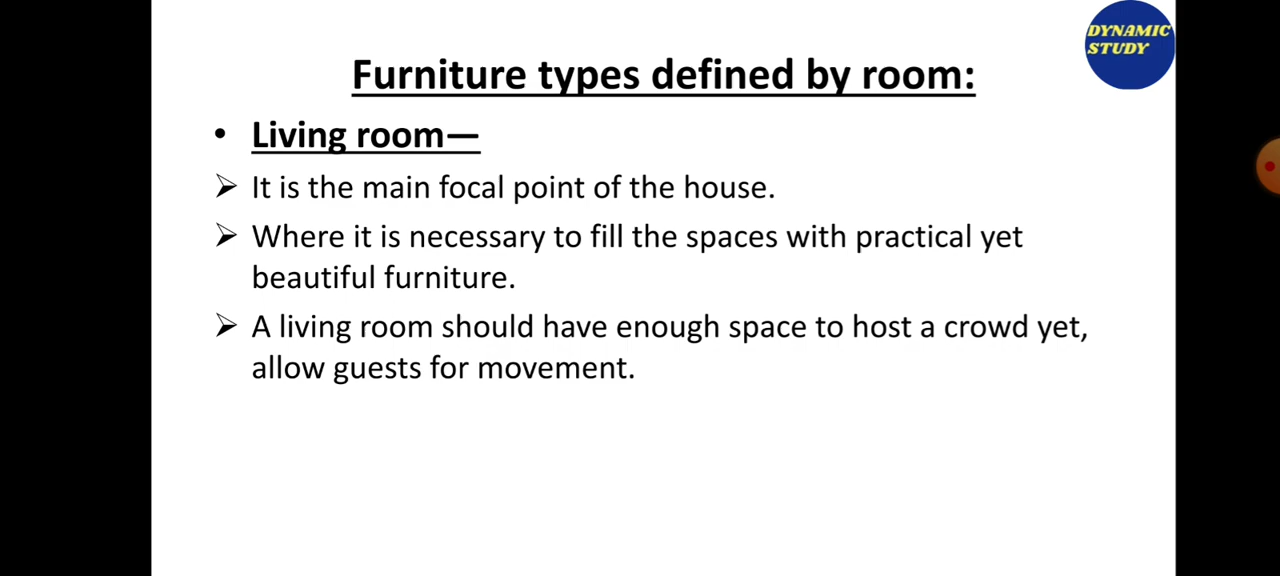 DYNAMIC
STUDY
Furniture types defined by room:
• Living room—
➢ It is the main focal point of the house.
➢ Where it is necessary to fill the spaces with practical yet
beautiful furniture.
➢ A living room should have enough space to host a crowd yet,
allow guests for movement.